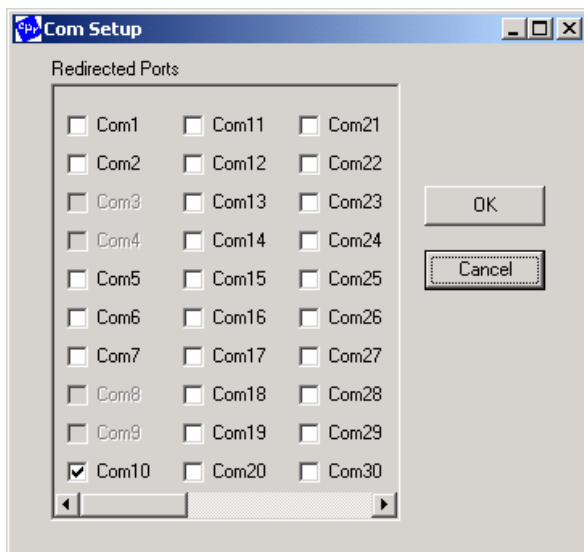 cpr Com Setup
Redirected Ports
Com1 Com11 Com21
Com2 Com12 Com22
Com3 Com13 Com23 OK
Com4 Com14 Com24
Com5 Com15 Com25 Cancel
Com6 Com16 Com26
Com7 Com17 Com27
Com8 Com18 Com28
Com9 Com19 Com29
Com10 Com20 Com30